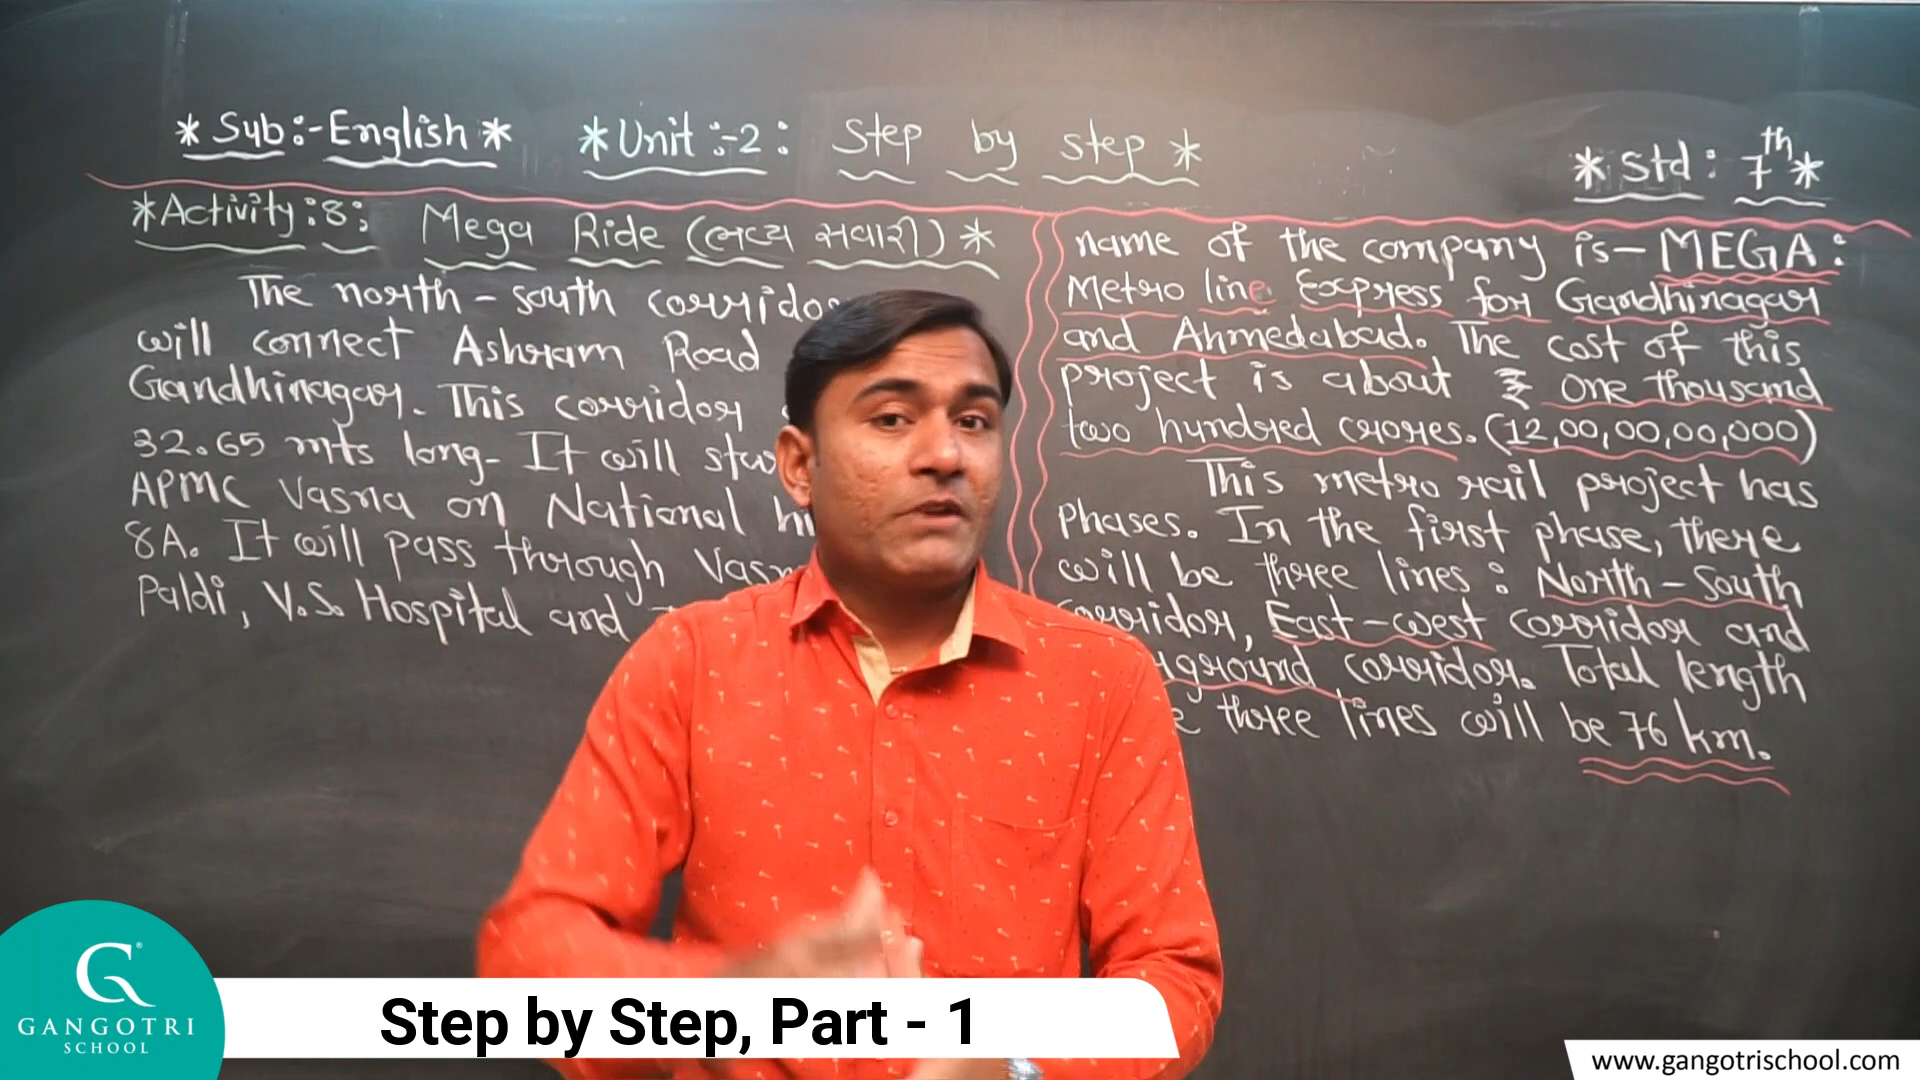 * Sub:- English * * Unit :-2 : Step by step * * Std : 7th *
*Activity :8: Mega Ride (ભવ્ય સવારી) *
The north - south corridor
will connect Ashram Road
Gandhinagar. This corridor
32.65 mts long. It will
APMC Vasna on National
8A. It will pass through
Paldi, V.S. Hospital and
name of the company is - MEGA :
Metro line Express for Gandhinagar
and Ahmedabad. The cost of this
project is about ₹ one thousand
two hundred crores. (12,00,00,00,000)
This metro rail project has
phases. In the first phase, there
will be three lines : North - South
corridor, East - west corridor and
corridor. Total length
three lines will be 76 km.
G®
GANGOTRI
SCHOOL
Step by Step, Part - 1
www.gangotrischool.com